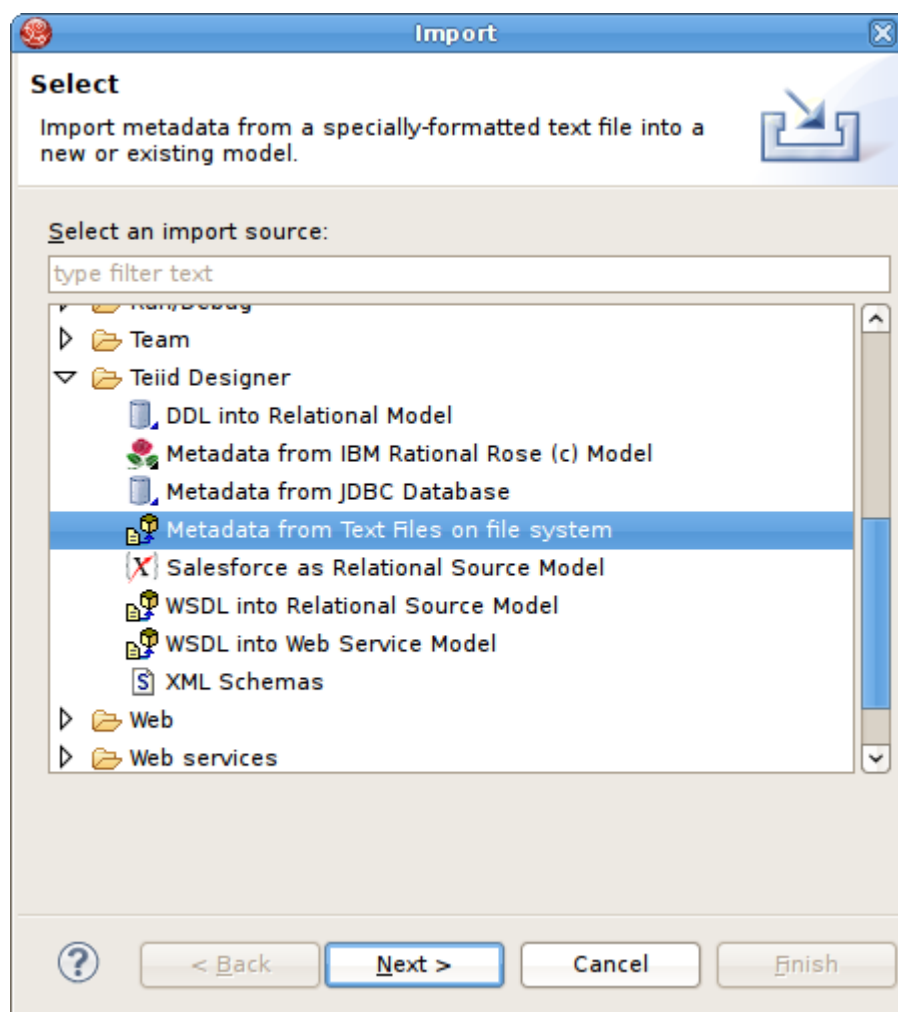 Import
Select
Import metadata from a specially-formatted text file into a
new or existing model.
Select an import source:
type filter text
Run/Debug
Team
Teiid Designer
DDL into Relational Model
Metadata from IBM Rational Rose (c) Model
Metadata from JDBC Database
Metadata from Text Files on file system
Salesforce as Relational Source Model
WSDL into Relational Source Model
WSDL into Web Service Model
XML Schemas
Web
Web services
< Back
Next >
Cancel
Finish